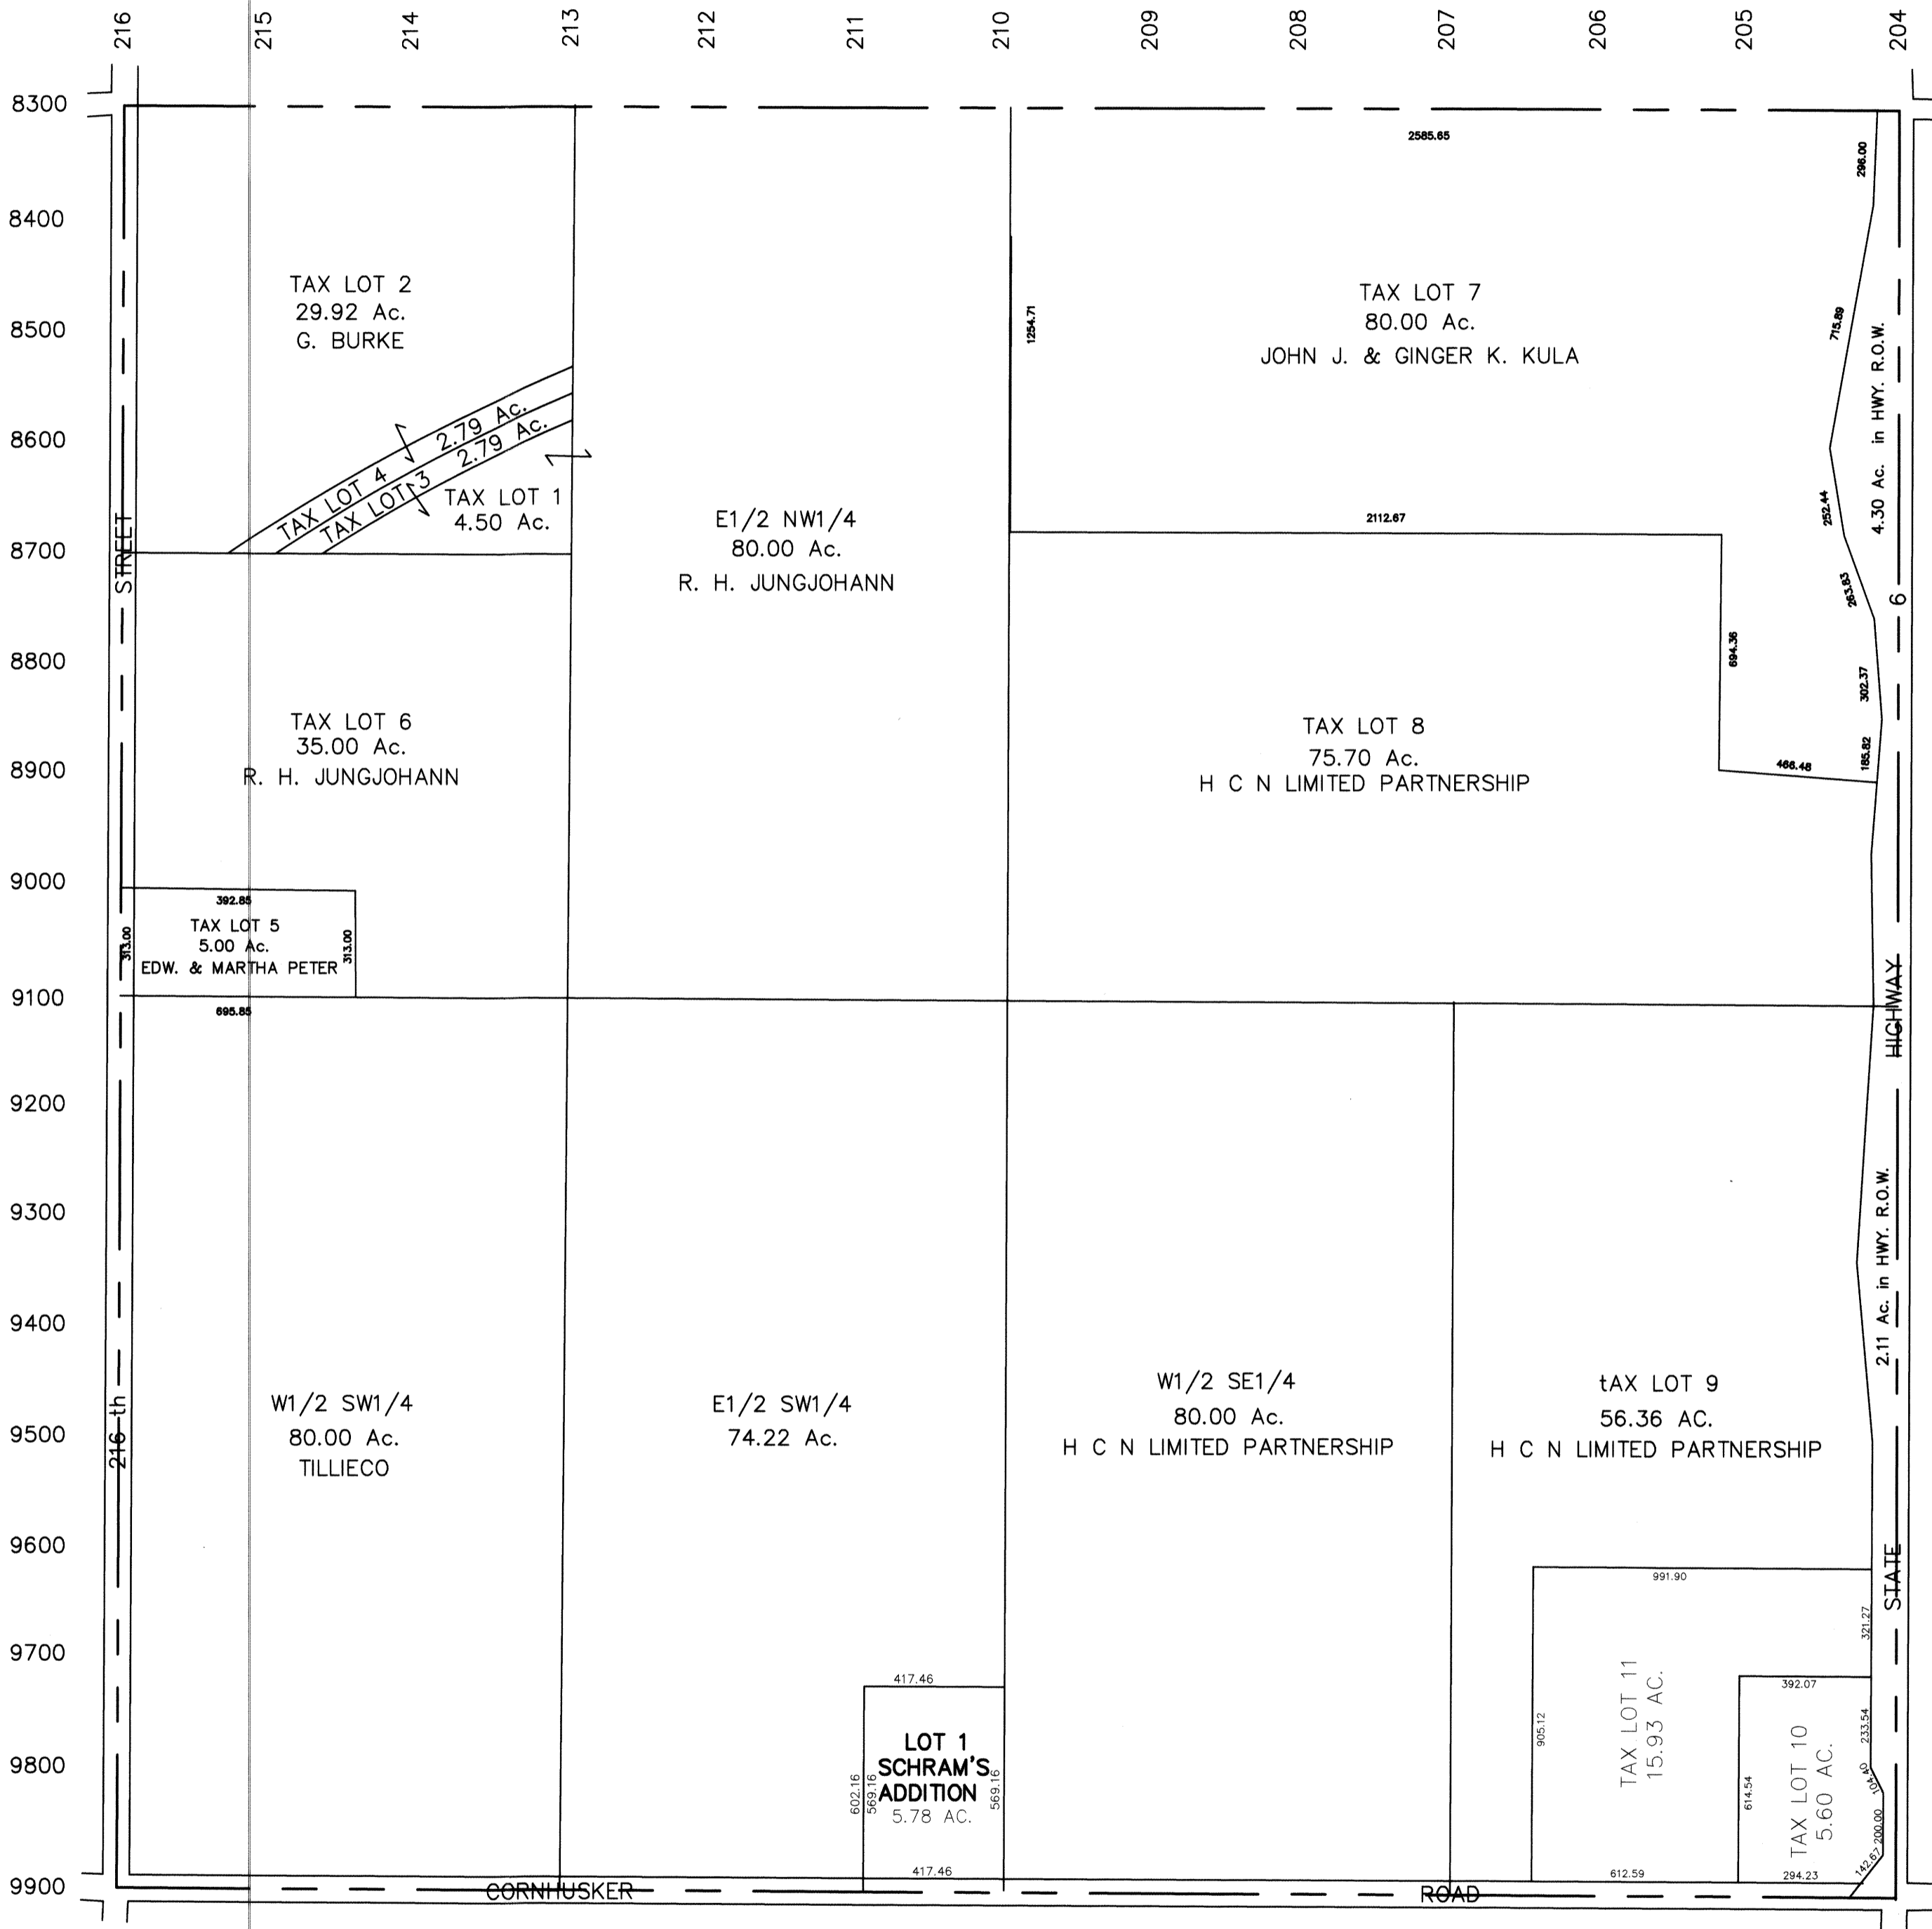 216 215 214 213 212 211 210 209 208 207 206 205 204
8300
8400
8500
8600
8700
8800
8900
9000
9100
9200
9300
9400
9500
9600
9700
9800
9900
2585.65
296.00
TAX LOT 2
29.92 Ac.
G. BURKE
TAX LOT 4 2.79 Ac.
TAX LOT 3 2.79 Ac.
TAX LOT 1
4.50 Ac.
E1/2 NW1/4
80.00 Ac.
R. H. JUNGJOHANN
1254.71
TAX LOT 7
80.00 Ac.
JOHN J. & GINGER K. KULA
715.89
4.30 Ac. in HWY. R.O.W.
2112.67
252.44
263.83
694.36
302.37
185.82
466.48
TAX LOT 6
35.00 Ac.
R. H. JUNGJOHANN
TAX LOT 8
75.70 Ac.
H C N LIMITED PARTNERSHIP
392.85
313.00
TAX LOT 5
5.00 Ac.
EDW. & MARTHA PETER
313.00
695.85
W1/2 SW1/4
80.00 Ac.
TILLIECO
E1/2 SW1/4
74.22 Ac.
W1/2 SE1/4
80.00 Ac.
H C N LIMITED PARTNERSHIP
tAX LOT 9
56.36 AC.
H C N LIMITED PARTNERSHIP
2.11 Ac. in HWY. R.O.W.
991.90
321.27
905.12
TAX LOT 11
15.93 AC.
612.59
392.07
233.54
104.40
200.00
142.67
614.54
TAX LOT 10
5.60 AC.
294.23
417.46
602.16
569.16
LOT 1
SCHRAM'S
ADDITION
5.78 AC.
569.16
417.46
216 th STREET
CORNHUSKER ROAD
STATE HIGHWAY 6